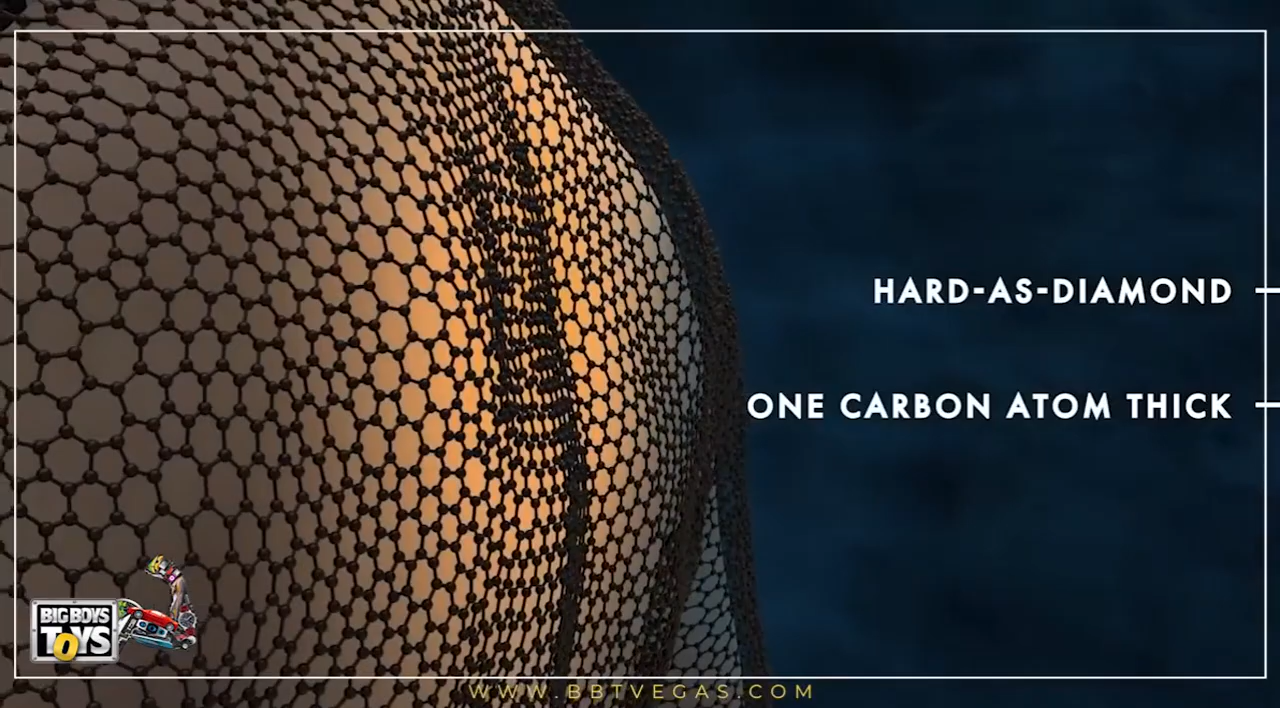 HARD-AS-DIAMOND
ONE CARBON ATOM THICK
BIG BOYS
TOYS
WWW.BBTVEGAS.COM